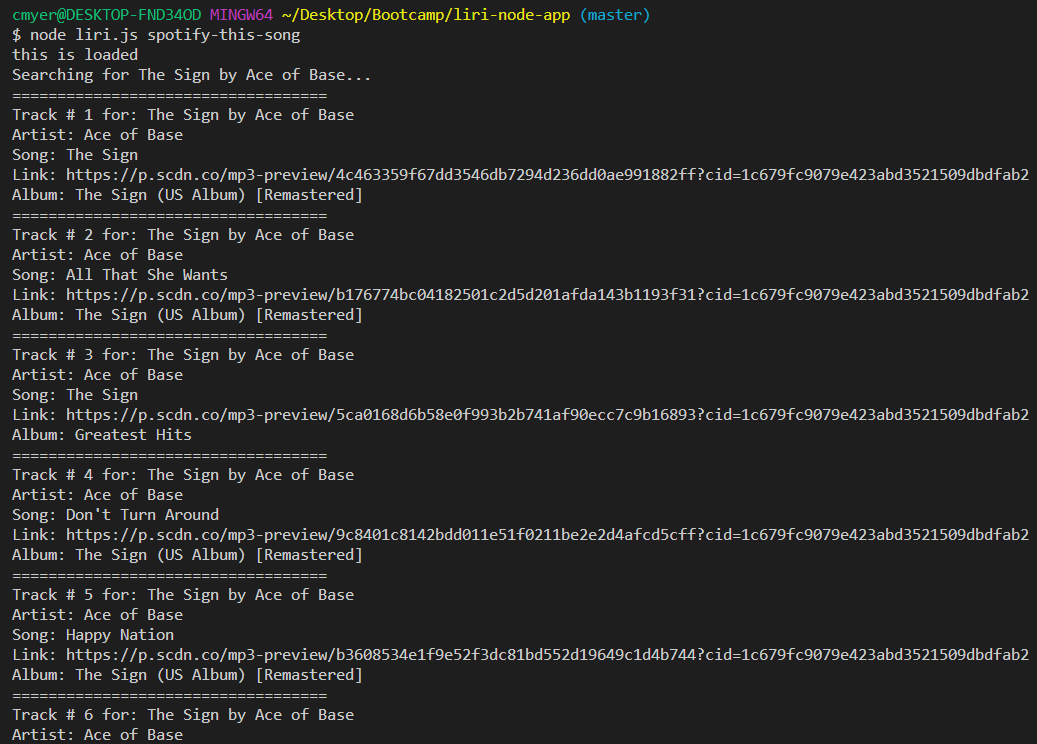 cmyer@DESKTOP-FND34OD MINGW64 ~/Desktop/Bootcamp/liri-node-app (master)
$ node liri.js spotify-this-song
this is loaded
Searching for The Sign by Ace of Base...
===================================
Track # 1 for: The Sign by Ace of Base
Artist: Ace of Base
Song: The Sign
Link: https://p.scdn.co/mp3-preview/4c463359f67dd3546db7294d236dd0ae991882ff?cid=1c679fc9079e423abd3521509dbdfab2
Album: The Sign (US Album) [Remastered]
===================================
Track # 2 for: The Sign by Ace of Base
Artist: Ace of Base
Song: All That She Wants
Link: https://p.scdn.co/mp3-preview/b176774bc04182501c2d5d201afda143b1193f31?cid=1c679fc9079e423abd3521509dbdfab2
Album: The Sign (US Album) [Remastered]
===================================
Track # 3 for: The Sign by Ace of Base
Artist: Ace of Base
Song: The Sign
Link: https://p.scdn.co/mp3-preview/5ca0168d6b58e0f993b2b741af90ecc7c9b16893?cid=1c679fc9079e423abd3521509dbdfab2
Album: Greatest Hits
===================================
Track # 4 for: The Sign by Ace of Base
Artist: Ace of Base
Song: Don't Turn Around
Link: https://p.scdn.co/mp3-preview/9c8401c8142bdd011e51f0211be2e2d4afcd5cff?cid=1c679fc9079e423abd3521509dbdfab2
Album: The Sign (US Album) [Remastered]
===================================
Track # 5 for: The Sign by Ace of Base
Artist: Ace of Base
Song: Happy Nation
Link: https://p.scdn.co/mp3-preview/b3608534e1f9e52f3dc81bd552d19649c1d4b744?cid=1c679fc9079e423abd3521509dbdfab2
Album: The Sign (US Album) [Remastered]
===================================
Track # 6 for: The Sign by Ace of Base
Artist: Ace of Base